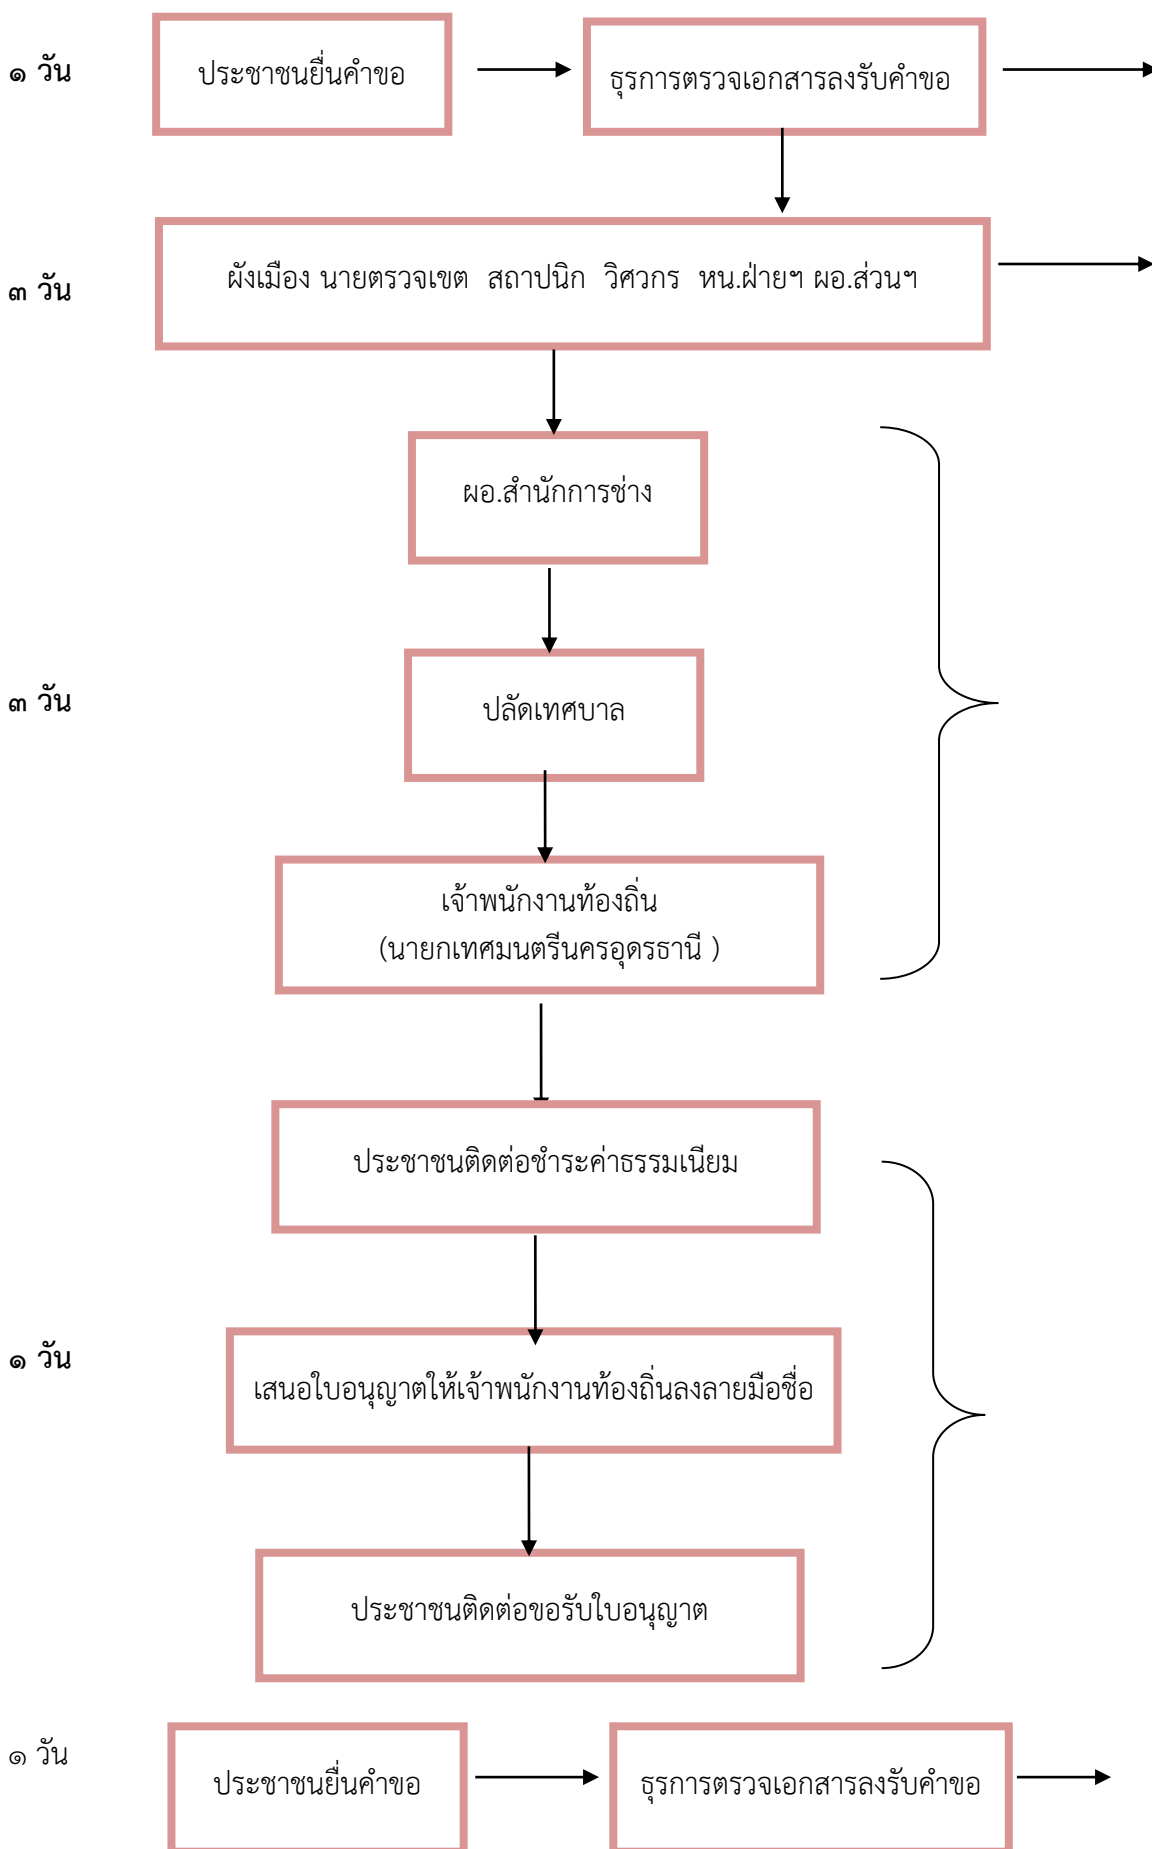 ๑ วัน
ประชาชนยื่นคำขอ
ธุรการตรวจเอกสารลงรับคำขอ
๓ วัน
ผังเมือง นายตรวจเขต สถาปนิก วิศวกร หน.ฝ่ายฯ ผอ.ส่วนฯ
ผอ.สำนักการช่าง
๓ วัน
ปลัดเทศบาล
เจ้าพนักงานท้องถิ่น
(นายกเทศมนตรีนครอุดรธานี )
ประชาชนติดต่อชำระค่าธรรมเนียม
๑ วัน
เสนอใบอนุญาตให้เจ้าพนักงานท้องถิ่นลงลายมือชื่อ
ประชาชนติดต่อขอรับใบอนุญาต
๑ วัน
ประชาชนยื่นคำขอ
ธุรการตรวจเอกสารลงรับคำขอ